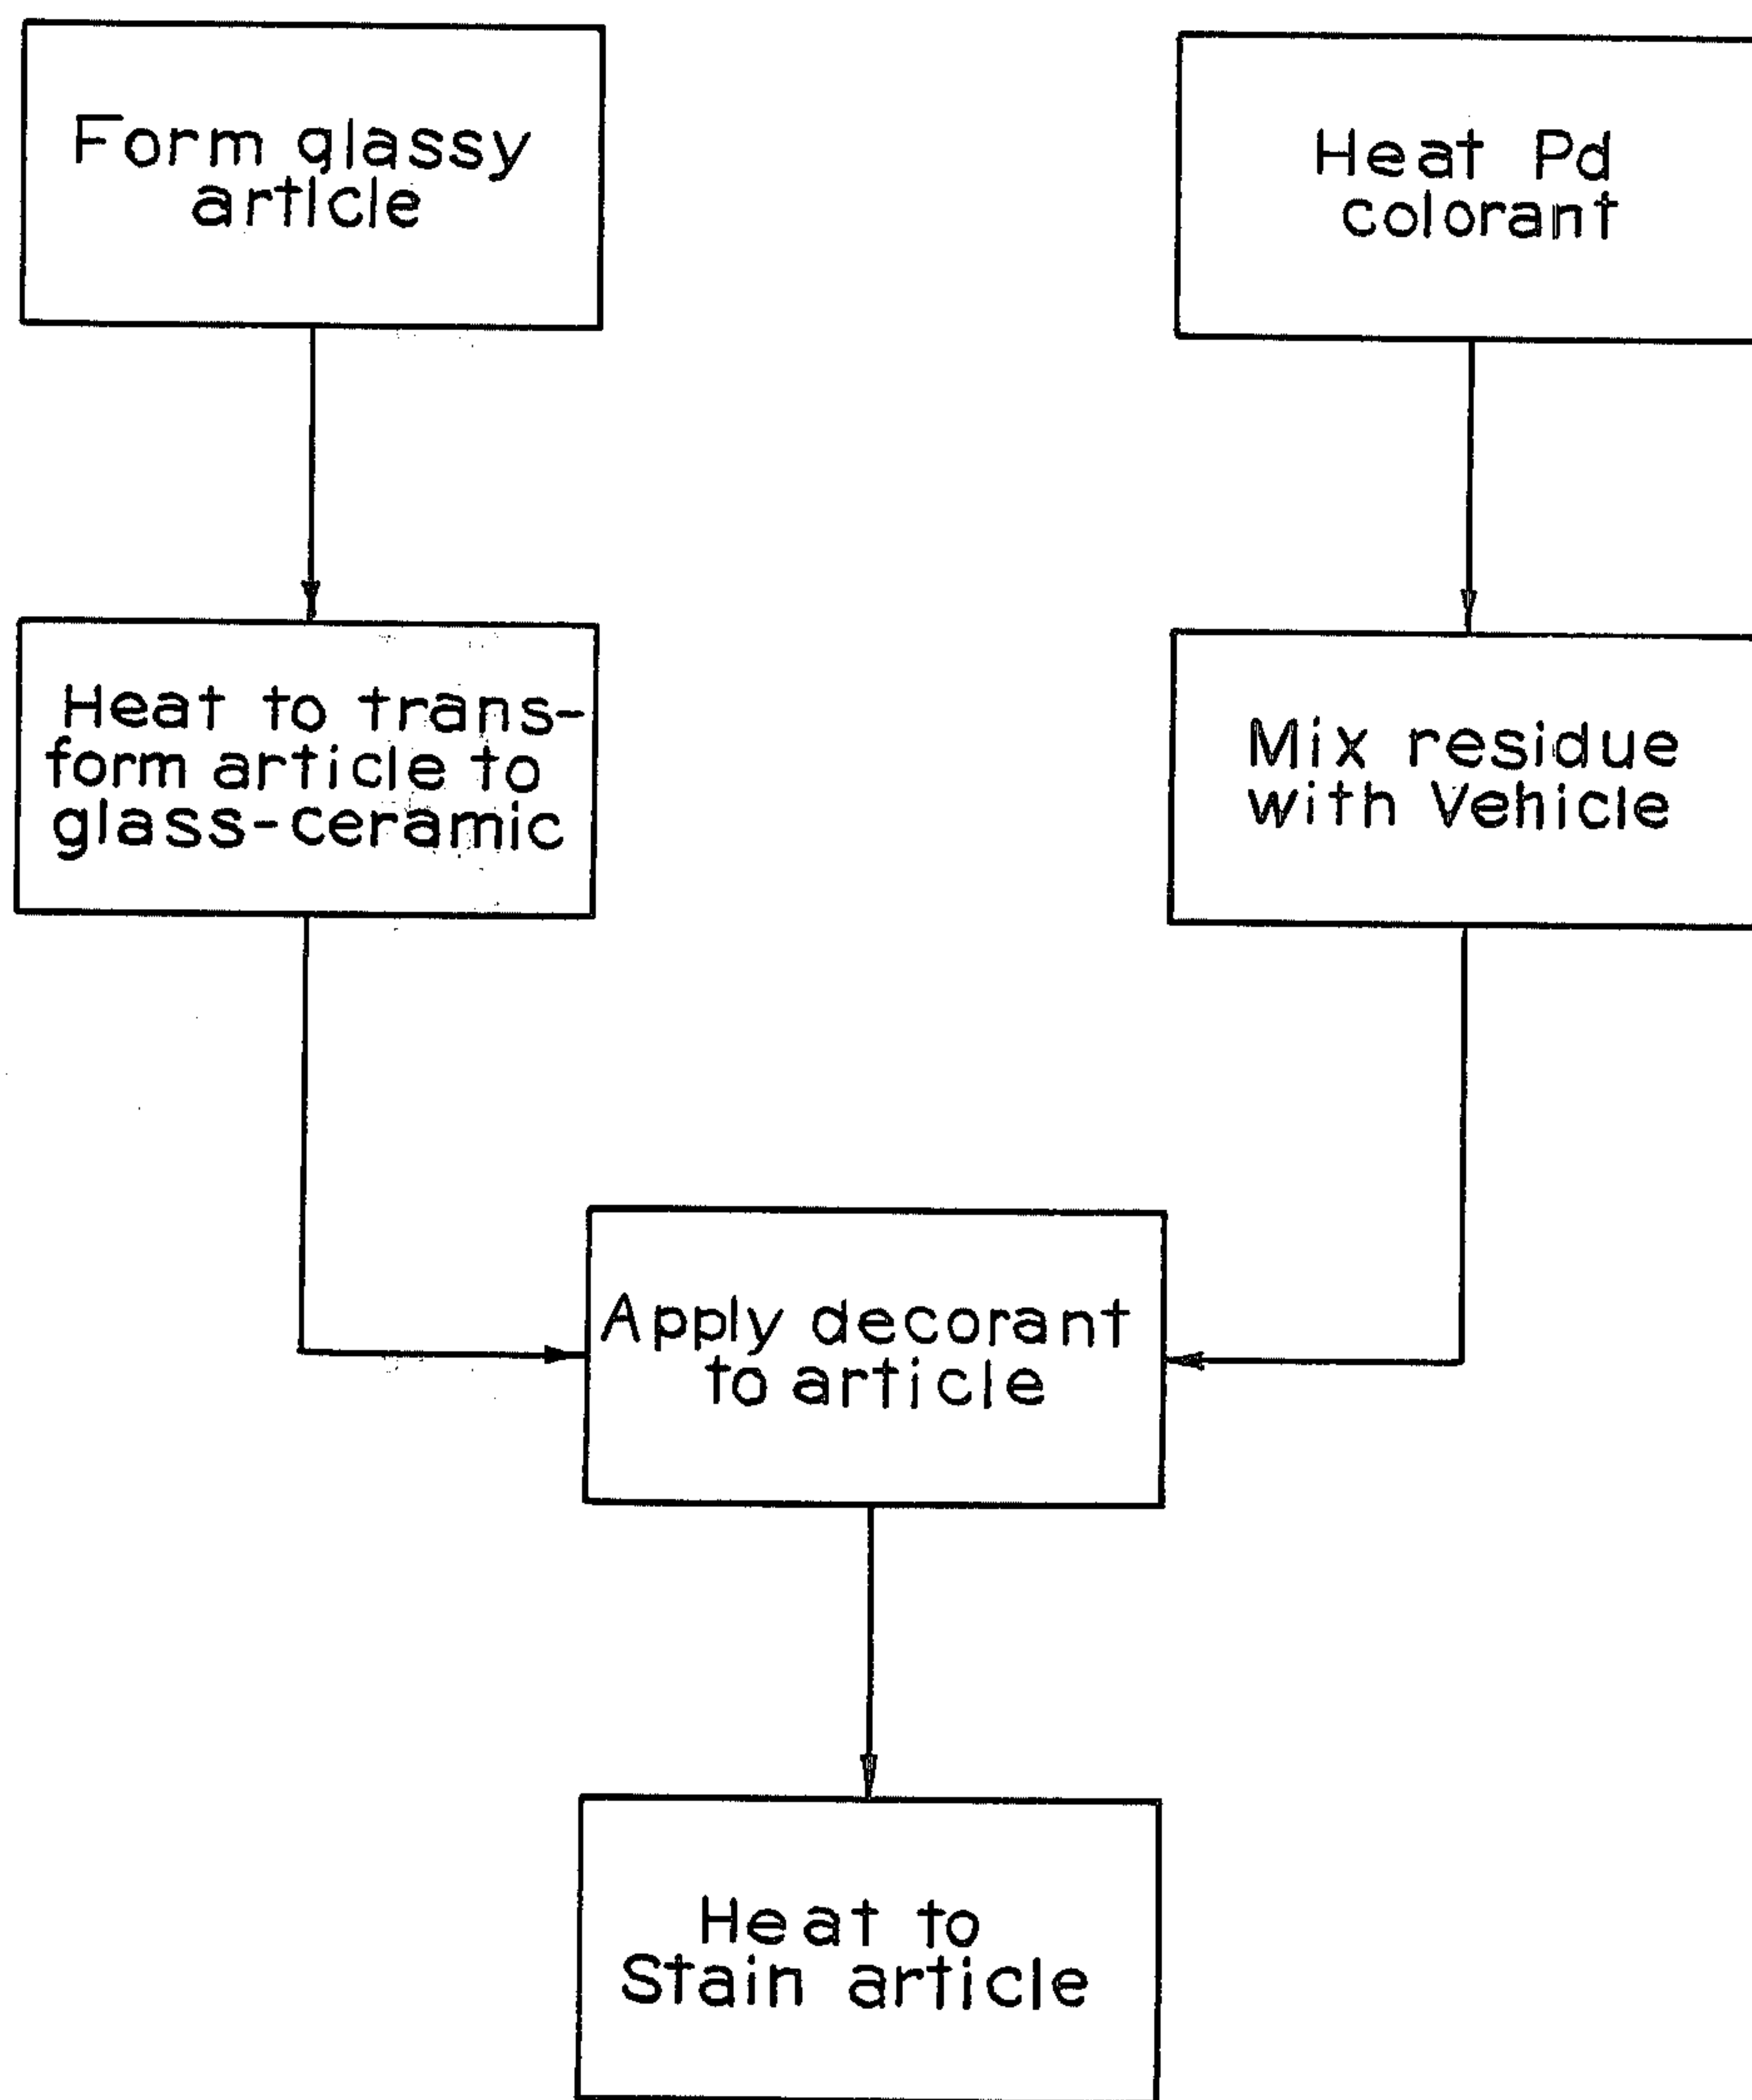 Form glassy
article
Heat Pd
colorant
Heat to trans-
form article to
glass-ceramic
Mix residue
with Vehicle
Apply decorant
to article
Heat to
Stain article